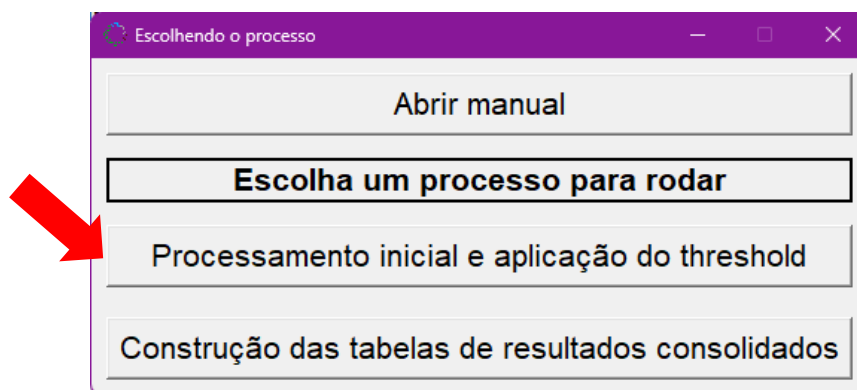 Escolhendo o processo
Abrir manual
Escolha um processo para rodar
Processamento inicial e aplicação do threshold
Construção das tabelas de resultados consolidados